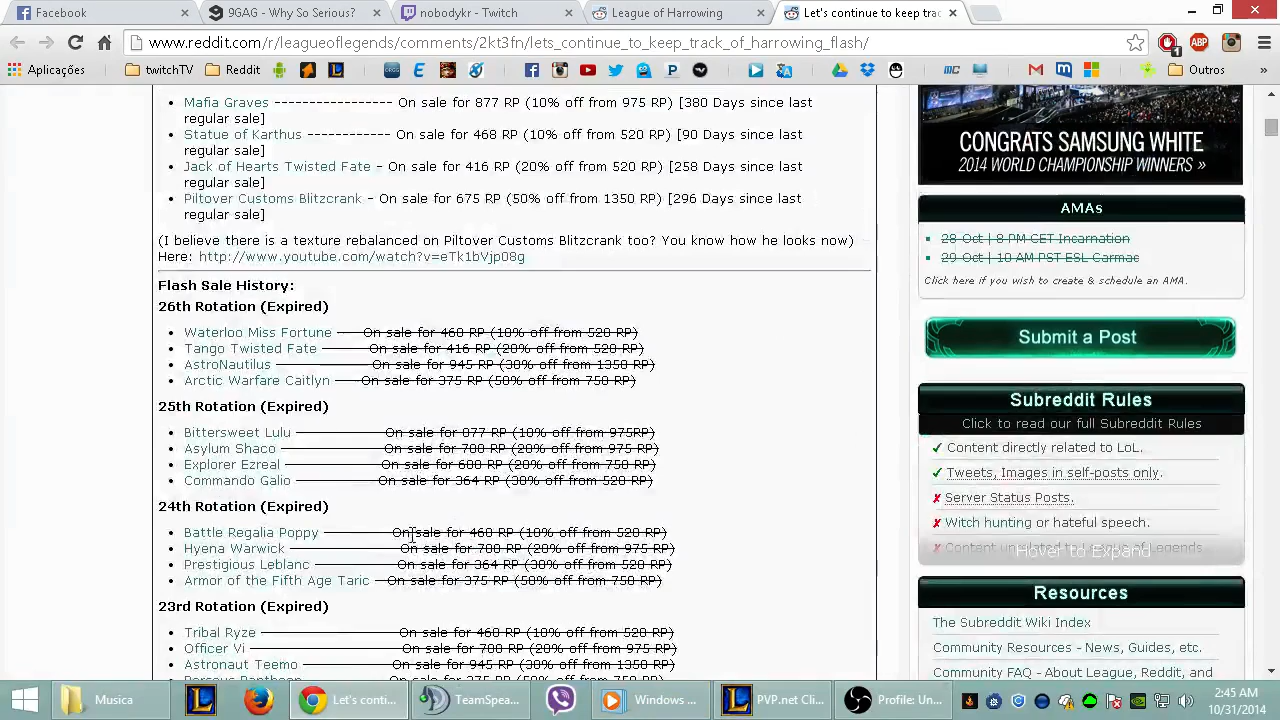 Facebook
9GAG - Why So Serious?
nobodykr - Twitch
League of Harrowing
Let's continue to keep trac
www.reddit.com/r/leagueoflegends/comments/2kt3fn/lets_continue_to_keep_track_of_harrowing_flash/
1
ABP
Aplicações
twitchTV
Reddit
Outros
»
Mafia Graves ---------------- On sale for 877 RP (10% off from 975 RP) [380 Days since last
regular sale]
Statue of Karthus ------------ On sale for 468 RP (10% off from 520 RP) [90 Days since last
regular sale]
Jack of Hearts Twisted Fate - On sale for 416 RP (20% off from 520 RP) [258 Days since last
regular sale]
Piltover Customs Blitzcrank - On sale for 675 RP (50% off from 1350 RP) [296 Days since last
regular sale]
(I believe there is a texture rebalanced on Piltover Customs Blitzcrank too? You know how he looks now) -
Here: http://www.youtube.com/watch?v=eTk1bVjp08g
Flash Sale History:
26th Rotation (Expired)
Waterloo Miss Fortune On sale for 460 RP (10% off from 520 RP)
Tango Twisted Fate On sale for 416 RP (20% off from 520 RP)
AstroNautilus On sale for 945 RP (30% off from 1350 RP)
Arctic Warfare Caitlyn On sale for 375 RP (50% off from 750 RP)
25th Rotation (Expired)
Bittersweet Lulu On sale for 877 RP (10% off from 975RP)
Asylum Shaco On sale for 700 RP (20% off from 975 RP)
Explorer Ezreal On sale for 600 RP (20% off from 750 RP)
Commando Galio On sale for 364 RP (30% off from 520 RP)
24th Rotation (Expired)
Battle Regalia Poppy On sale for 460 RP (10% off from 520 RP)
Hyena Warwick On sale for 700 RP (20% off from 975 RP)
Prestigious Leblanc On sale for 364 RP (30% off from 520 RP)
Armor of the Fifth Age Taric On sale for 375 RP (50% off from 750 RP)
23rd Rotation (Expired)
Tribal Ryze On sale for 460 RP (10% off from 520 RP)
Officer Vi On sale for 700 RP (20% off from 975 RP)
Astronaut Teemo On sale for 945 RP (30% off from 1350 RP)
CONGRATS SAMSUNG WHITE
2014 WORLD CHAMPIONSHIP WINNERS »
AMAs
28 Oct | 8 PM CET Incarnation
29 Oct | 10 AM PST ESL Carmac
Click here if you wish to create & schedule an AMA.
Submit a Post
Subreddit Rules
Click to read our full Subreddit Rules
Content directly related to LoL.
Tweets, Images in self-posts only.
Server Status Posts.
Witch hunting or hateful speech.
Content unrelated to League of Legends
Hover to Expand
Resources
The Subreddit Wiki Index
Community Resources - News, Guides, etc.
Community FAQ - About League, Reddit, and
Musica
Let's conti...
TeamSpea...
Windows ...
PVP.net Cli...
Profile: Un...
2:45 AM
10/31/2014